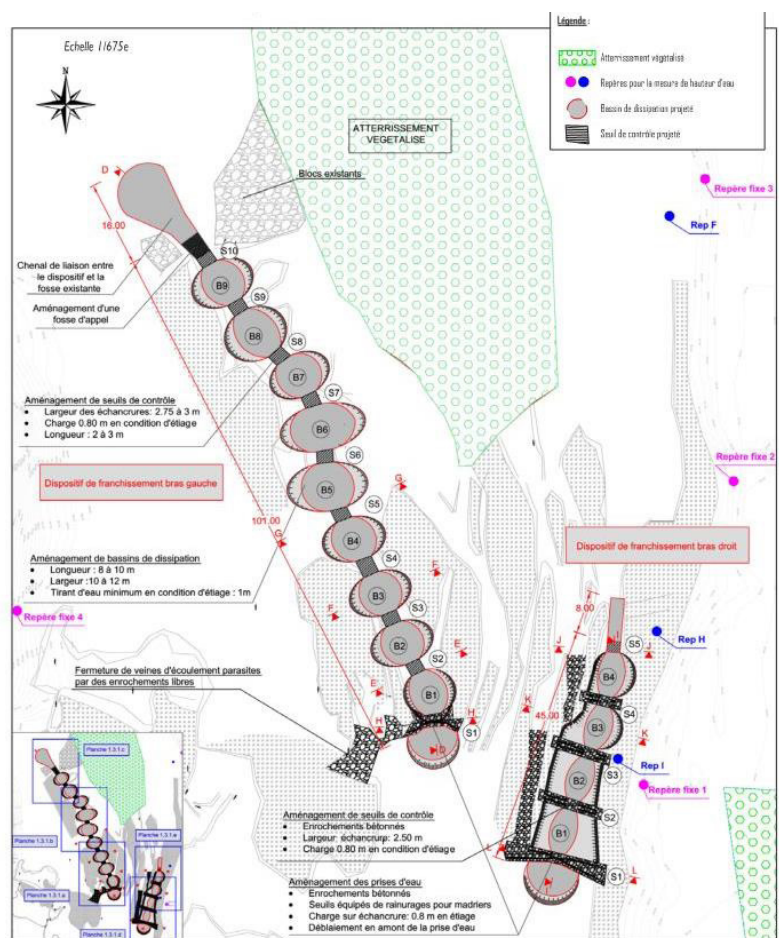 Echelle 1/675e
N
Légende :
Atterrissement végétalisé
Repères pour la mesure de hauteur d'eau
Bassin de dissipation projeté
Seuil de contrôle projeté
ATTERRISSEMENT
VEGETALISE
Blocs existants
D
16.00
Repère fixe 3
Rep F
S10
Chenal de liaison entre
le dispositif et la
fosse existante
B9
Aménagement d'une
fosse d'appel
S9
B8
S8
B7
Aménagement de seuils de contrôle
• Largeur des échancrures: 2.75 à 3 m
• Charge 0.80 m en condition d'étiage
• Longueur : 2 à 3 m
S7
B6
S6
Repère fixe 2
Dispositif de franchissement bras gauche
B5
G
S5
101.00
G
B4
Dispositif de franchissement bras droit
Aménagement de bassins de dissipation
• Longueur : 8 à 10 m
• Largeur :10 à 12 m
• Tirant d'eau minimum en condition d'étiage : 1m
S4
F
B3
8.00
Repère fixe 4
F
S3
Rep H
B2
E
J
I
S5
J
Fermeture de veines d'écoulement parasites
par des enrochements libres
S2
B4
E
B1
K
S4
H
H
S1
45.00
B3
K
D
Planche 1.3.1.c
Rep I
S3
B2
Repère fixe 1
Aménagement de seuils de contrôle
• Enrochements bétonnés
• Largeur échancrure: 2.50 m
• Charge 0.80 m en condition d'étiage
S2
B1
Planche 1.3.1.b
Planche 1.3.1.e
L
S1
L
Aménagement des prises d'eau
• Enrochements bétonnés
• Seuils équipés de rainurages pour madriers
• Charge sur échancrure: 0.8 m en étiage
• Déblaiement en amont de la prise d'eau
I
Planche 1.3.1.a
Planche 1.3.1.d